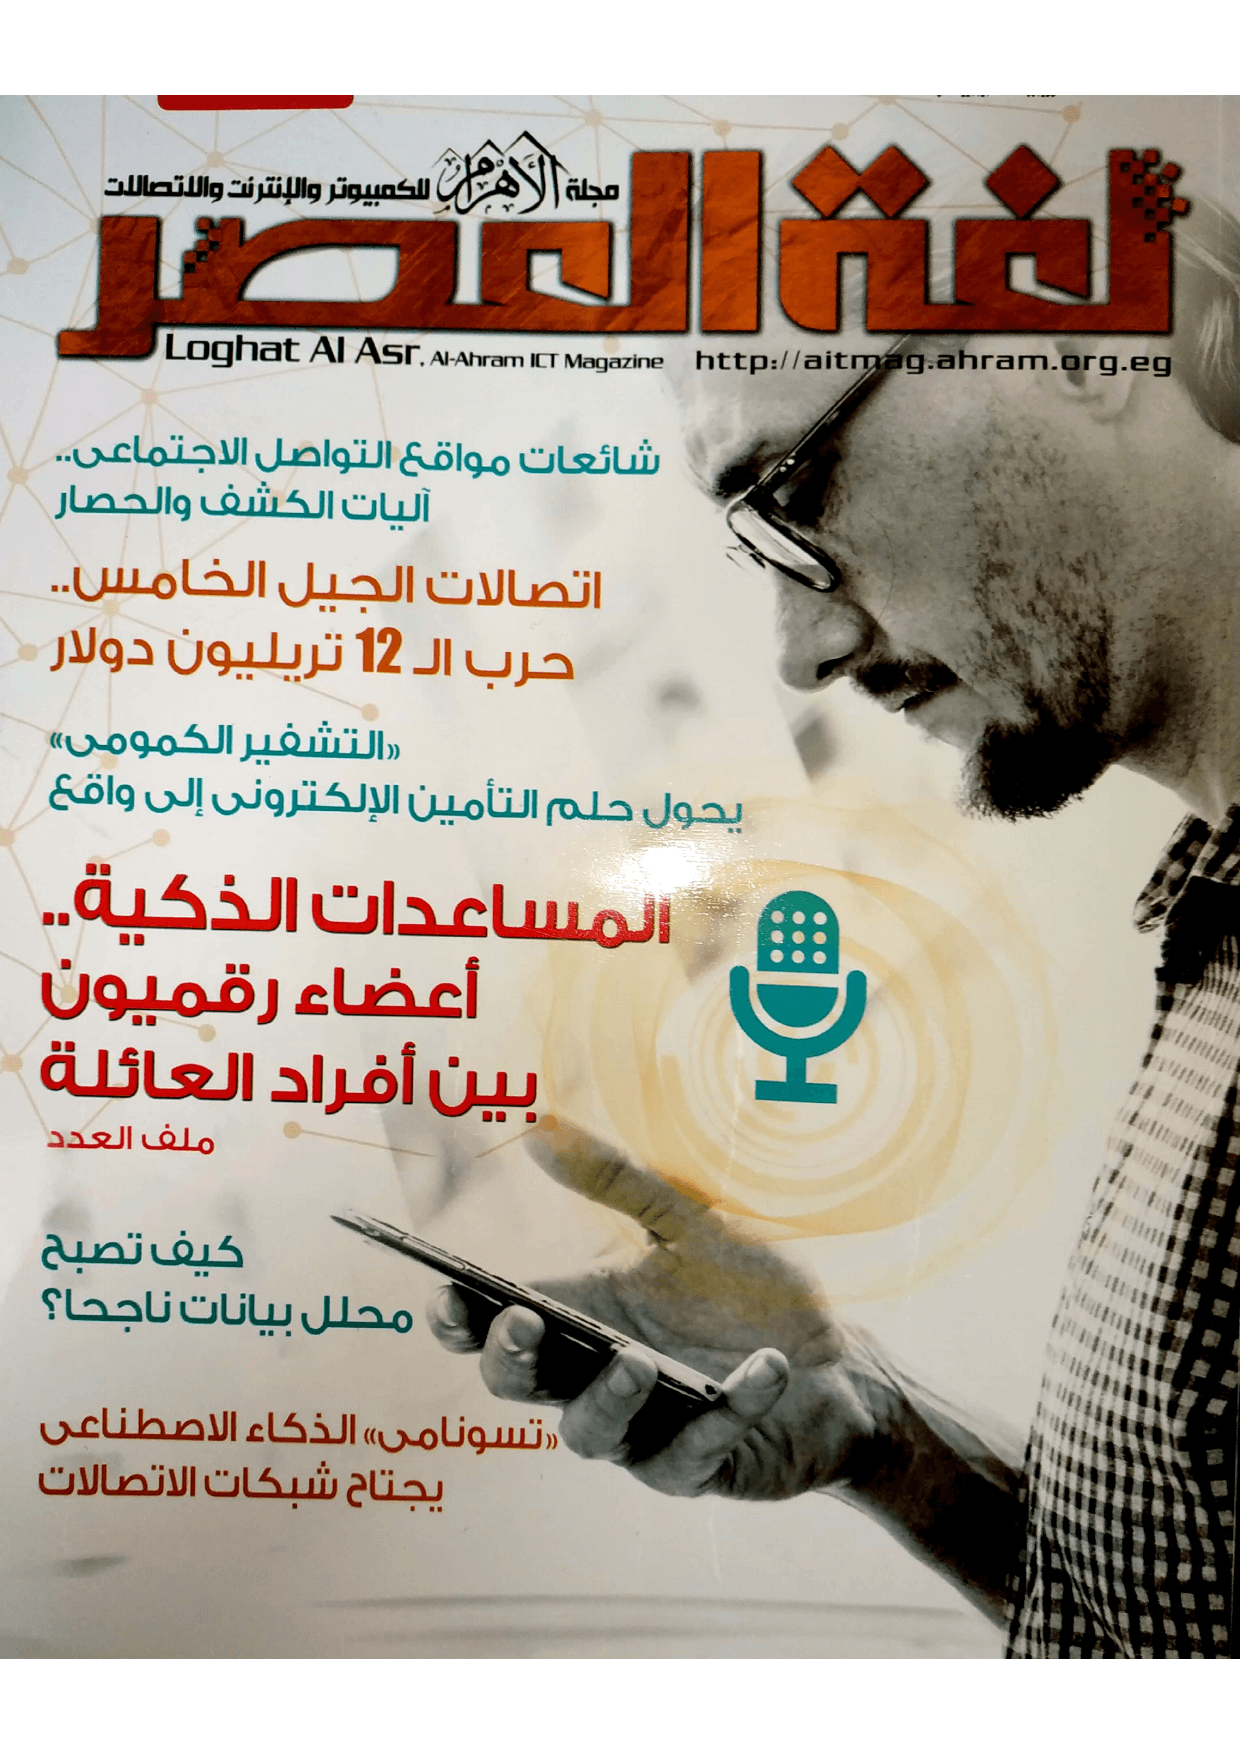 مجلة الأهرام للكمبيوتر والإنترنت والاتصالات
لغة العصر
Loghat Al Asr. Al-Ahram ICT Magazine http://aitmag.ahram.org.eg
شائعات مواقع التواصل الاجتماعى..
آليات الكشف والحصار
اتصالات الجيل الخامس..
حرب الـ 12 تريليون دولار
«التشفير الكمومى»
يحول حلم التأمين الإلكترونى إلى واقع
المساعدات الذكية..
أعضاء رقميون
بين أفراد العائلة
ملف العدد
كيف تصبح
محلل بيانات ناجحا؟
«تسونامى» الذكاء الاصطناعى
يجتاح شبكات الاتصالات